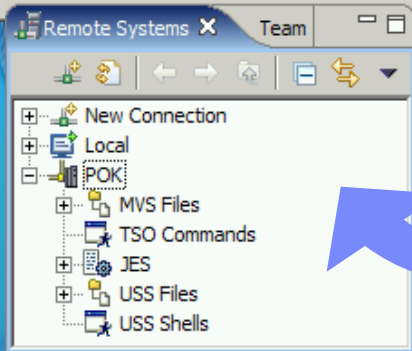 Remote Systems Team
New Connection
Local
POK
MVS Files
TSO Commands
JES
USS Files
USS Shells